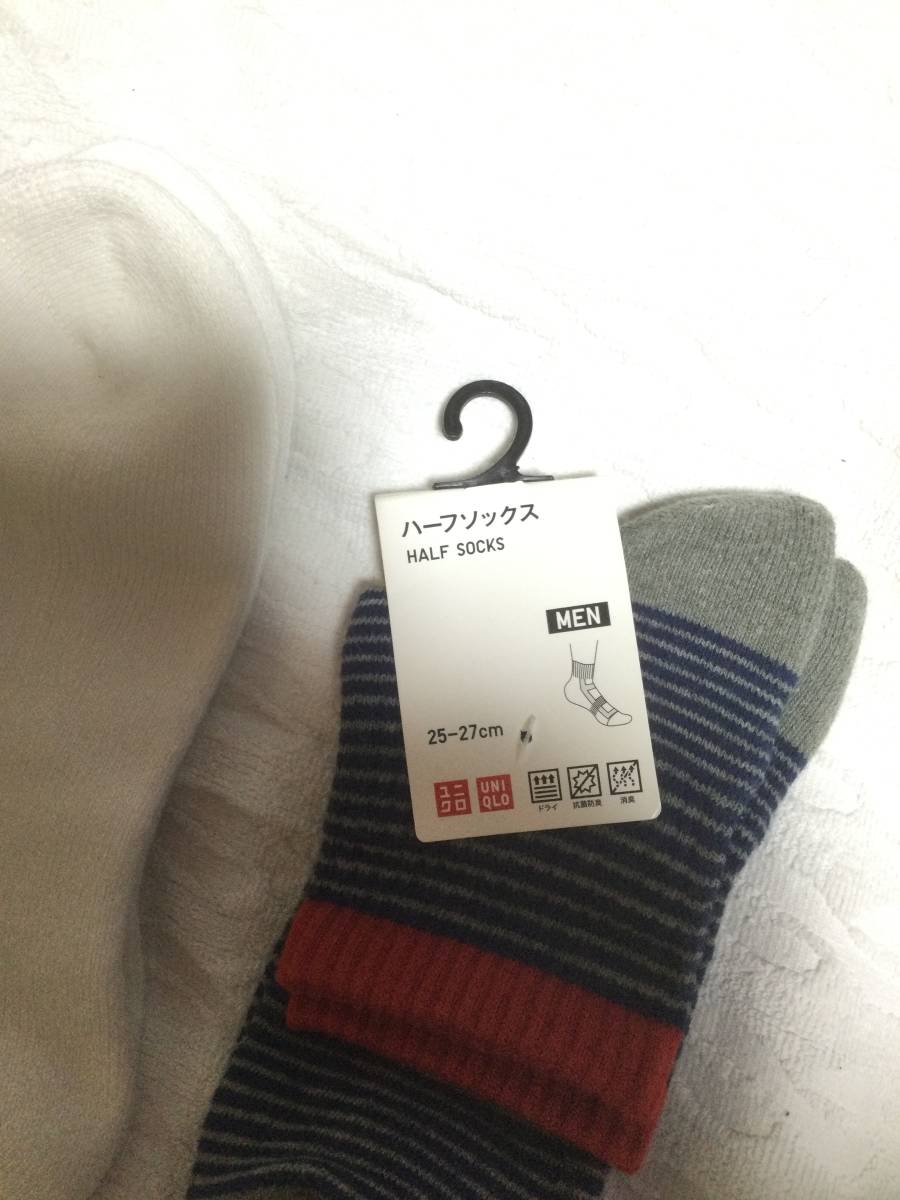 ハーフソックス
HALF SOCKS
MEN
25-27cm
ユニ
クロ
UNI
QLO
ドライ
抗菌防臭
消臭